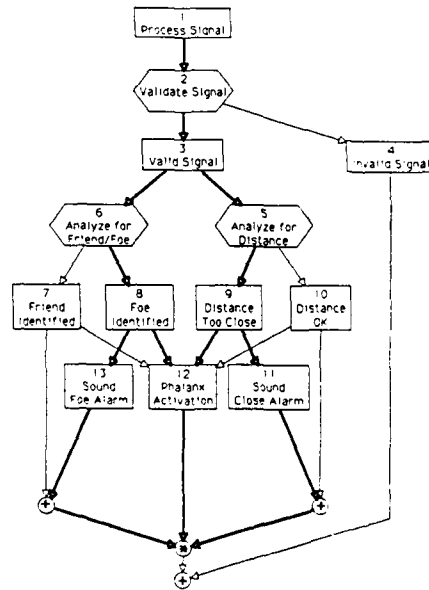 1
Process Signal
2
Validate Signal
3
Valid Signal
4
Invalid Signal
6
Analyze for
Friend/Foe
5
Analyze for
Distance
7
Friend
Identified
8
Foe
Identified
9
Distance
Too Close
10
Distance
OK
13
Sound
Foe Alarm
12
Phalanx
Activation
11
Sound
Close Alarm
+
+
*
+